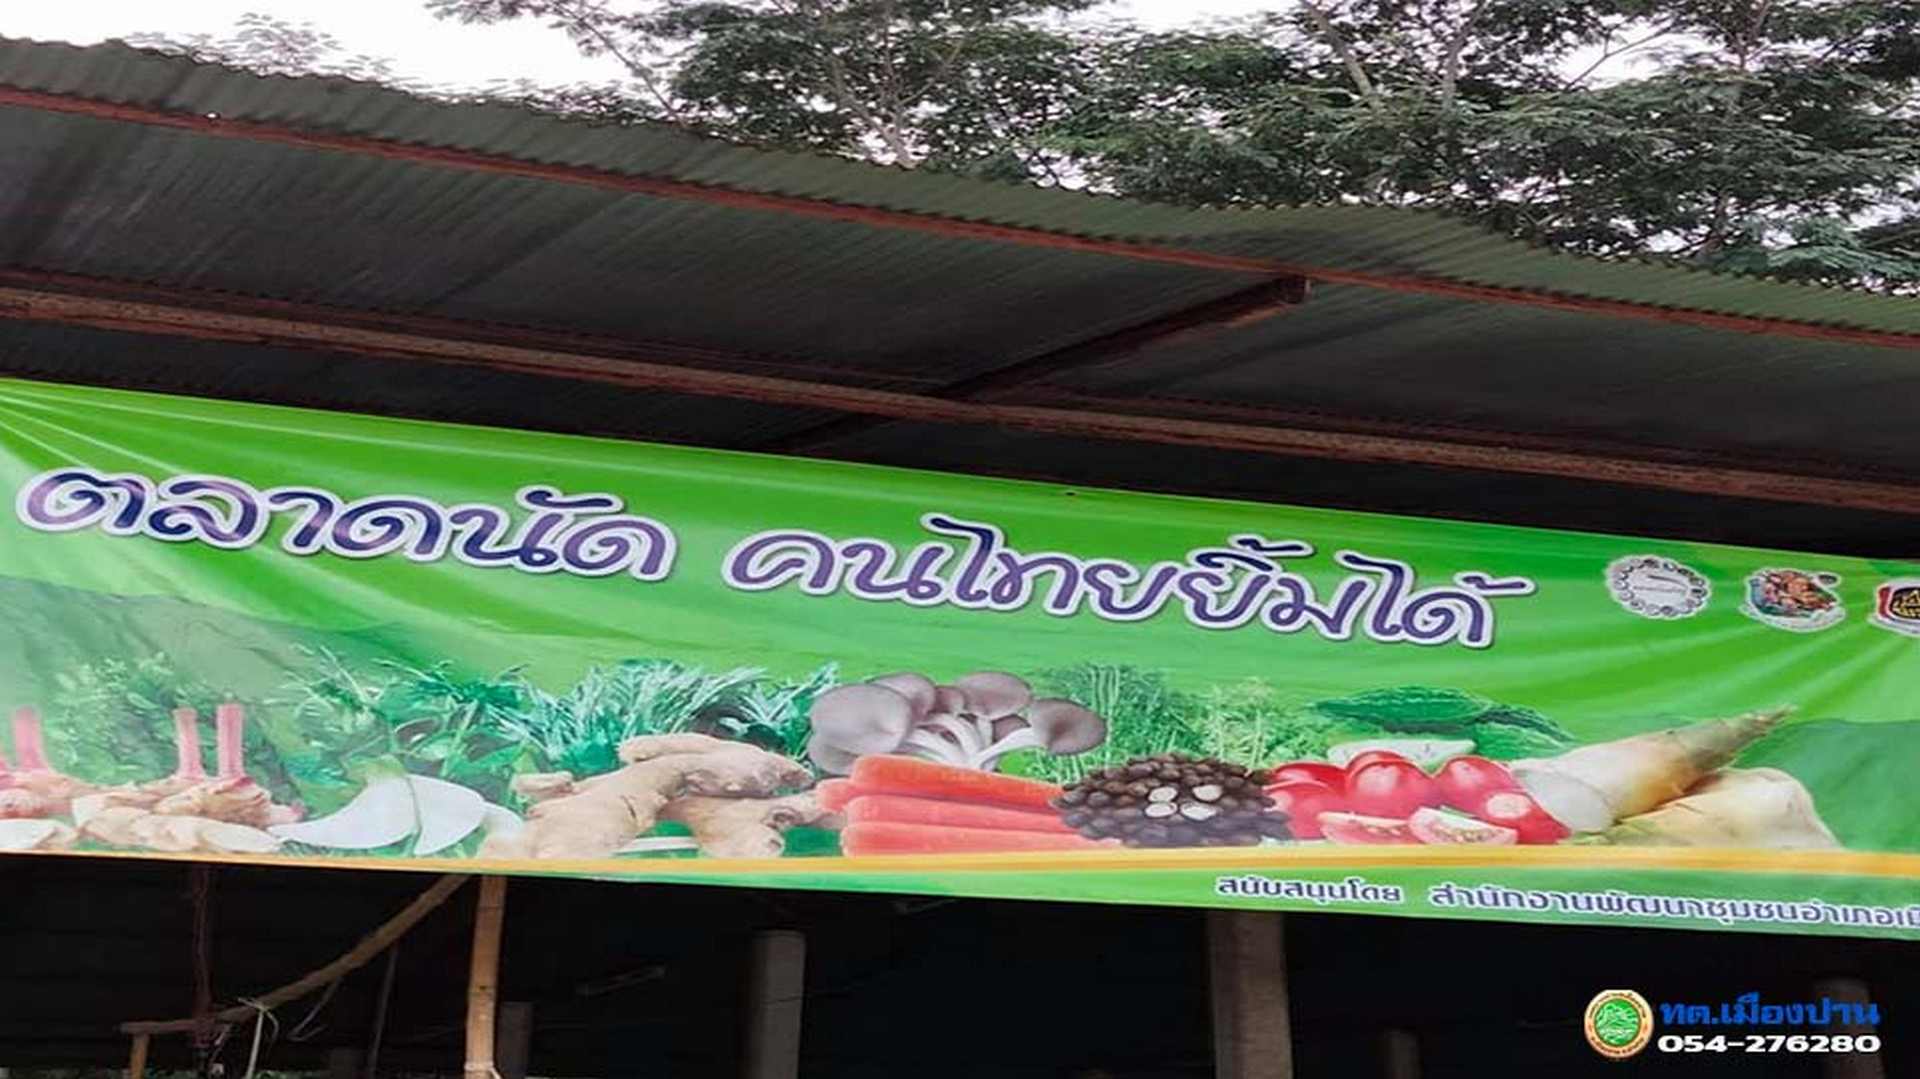 ตลาดนัด คนไทยยิ้มได้
สนับสนุนโดย สำนักงานพัฒนาชุมชนอำเภอเมื
ทต.เมืองปาน
054-276280